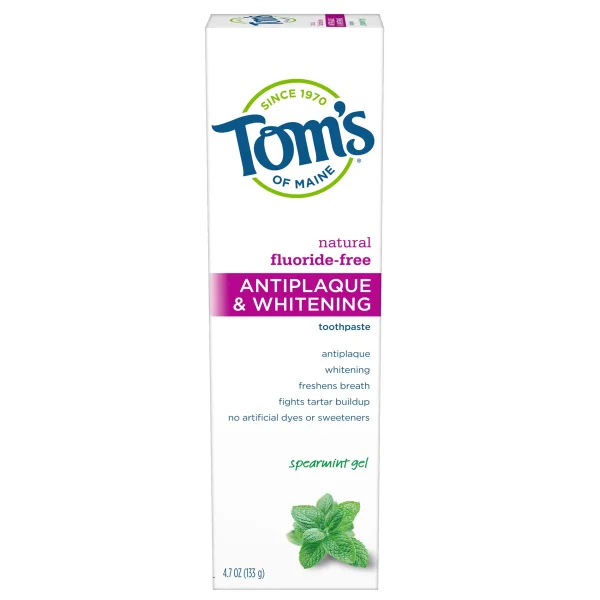 SINCE 1970
Tom's
OF MAINE
natural
fluoride-free
ANTIPLAQUE
& WHITENING
toothpaste
antiplaque
whitening
freshens breath
fights tartar buildup
no artificial dyes or sweeteners
spearmint gel
4.7 OZ (133 g)